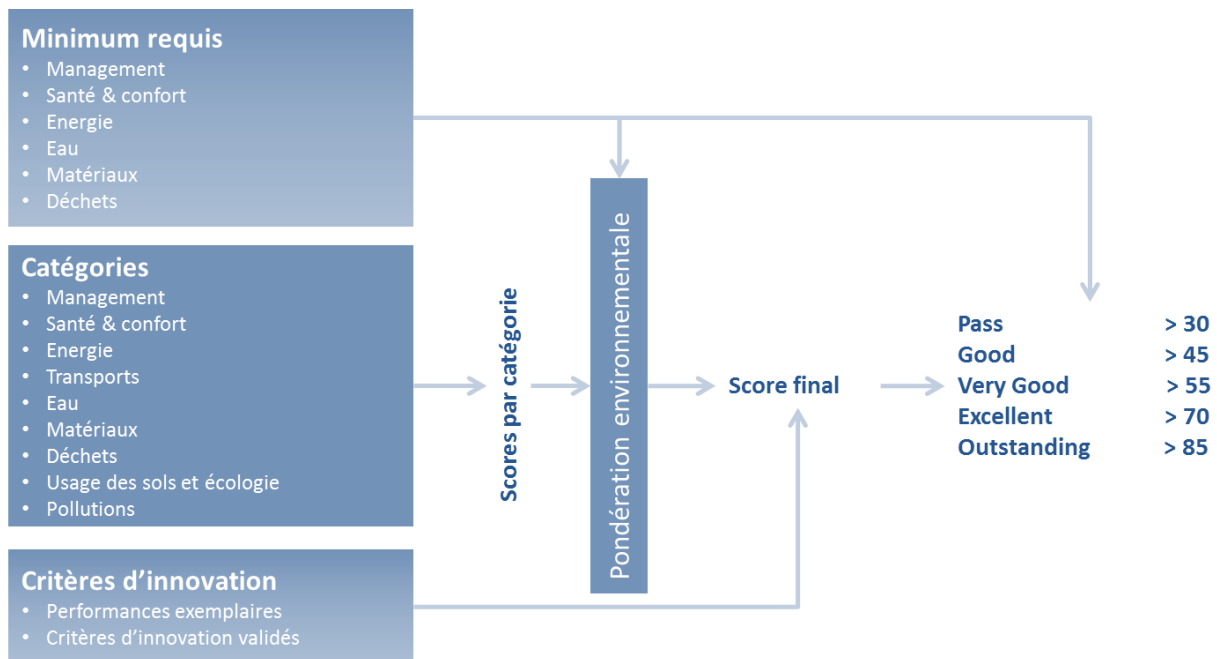 Minimum requis
• Management
• Santé & confort
• Energie
• Eau
• Matériaux
• Déchets
Catégories
• Management
• Santé & confort
• Energie
• Transports
• Eau
• Matériaux
• Déchets
• Usage des sols et écologie
• Pollutions
Critères d’innovation
• Performances exemplaires
• Critères d’innovation validés
Scores par catégorie
Pondération environnementale
Score final
Pass > 30
Good > 45
Very Good > 55
Excellent > 70
Outstanding > 85